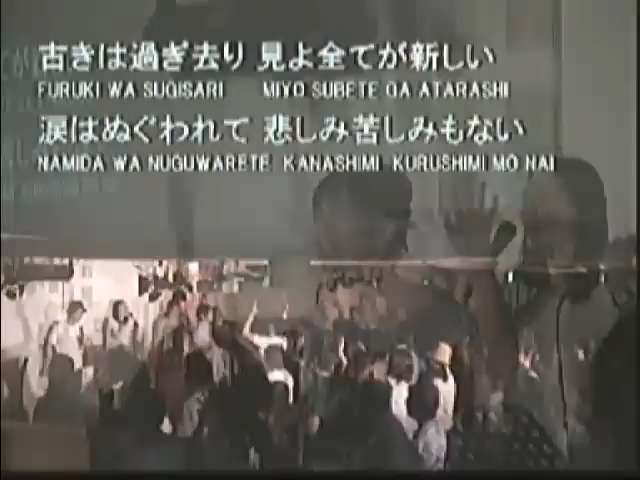 古きは過ぎ去り 見よ全てが新しい
FURUKI WA SUGISARI MIYO SUBETE GA ATARASHII
涙はぬぐわれて 悲しみ苦しみもない
NAMIDA WA NUGUWARETE KANASHIMI KURUSHIMI MO NAI